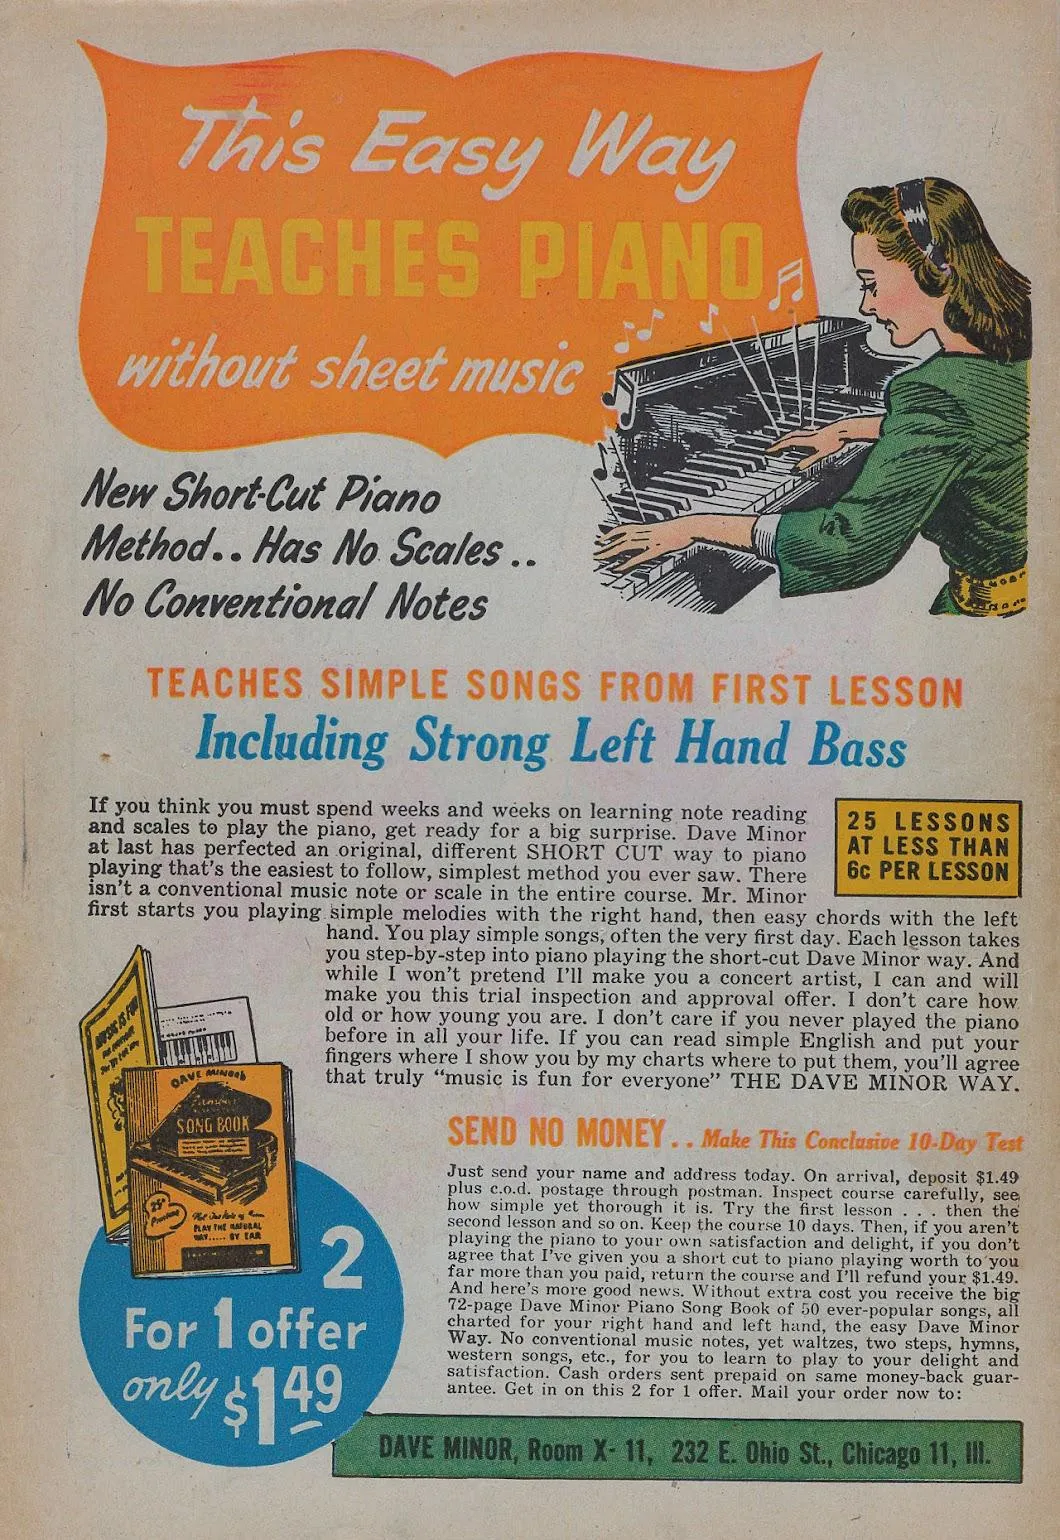 This Easy Way
TEACHES PIANO
without sheet music
New Short-Cut Piano
Method.. Has No Scales ..
No Conventional Notes
TEACHES SIMPLE SONGS FROM FIRST LESSON
Including Strong Left Hand Bass
If you think you must spend weeks and weeks on learning note reading
and scales to play the piano, get ready for a big surprise. Dave Minor
at last has perfected an original, different SHORT CUT way to piano
playing that's the easiest to follow, simplest method you ever saw. There
isn't a conventional music note or scale in the entire course. Mr. Minor
first starts you playing simple melodies with the right hand, then easy chords with the left
hand. You play simple songs, often the very first day. Each lesson takes
you step-by-step into piano playing the short-cut Dave Minor way. And
while I won't pretend I'll make you a concert artist, I can and will
make you this trial inspection and approval offer. I don't care how
old or how young you are. I don't care if you never played the piano
before in all your life. If you can read simple English and put your
fingers where I show you by my charts where to put them, you'll agree
that truly "music is fun for everyone" THE DAVE MINOR WAY.
25 LESSONS
AT LESS THAN
6c PER LESSON
MUSIC IS FUN
DAVE MINOR'S
Famous
SONG BOOK
PLAY THE NATURAL
WAY..... BY EAR
2
For 1 offer
only $1.49
SEND NO MONEY . . Make This Conclusive 10-Day Test
Just send your name and address today. On arrival, deposit $1.49
plus c.o.d. postage through postman. Inspect course carefully, see
how simple yet thorough it is. Try the first lesson . . . then the
second lesson and so on. Keep the course 10 days. Then, if you aren't
playing the piano to your own satisfaction and delight, if you don't
agree that I've given you a short cut to piano playing worth to you
far more than you paid, return the course and I'll refund your $1.49.
And here's more good news. Without extra cost you receive the big
72-page Dave Minor Piano Song Book of 50 ever-popular songs, all
charted for your right hand and left hand, the easy Dave Minor
Way. No conventional music notes, yet waltzes, two steps, hymns,
western songs, etc., for you to learn to play to your delight and
satisfaction. Cash orders sent prepaid on same money-back guar-
antee. Get in on this 2 for 1 offer. Mail your order now to:
DAVE MINOR, Room X- 11, 232 E. Ohio St., Chicago 11, Ill.